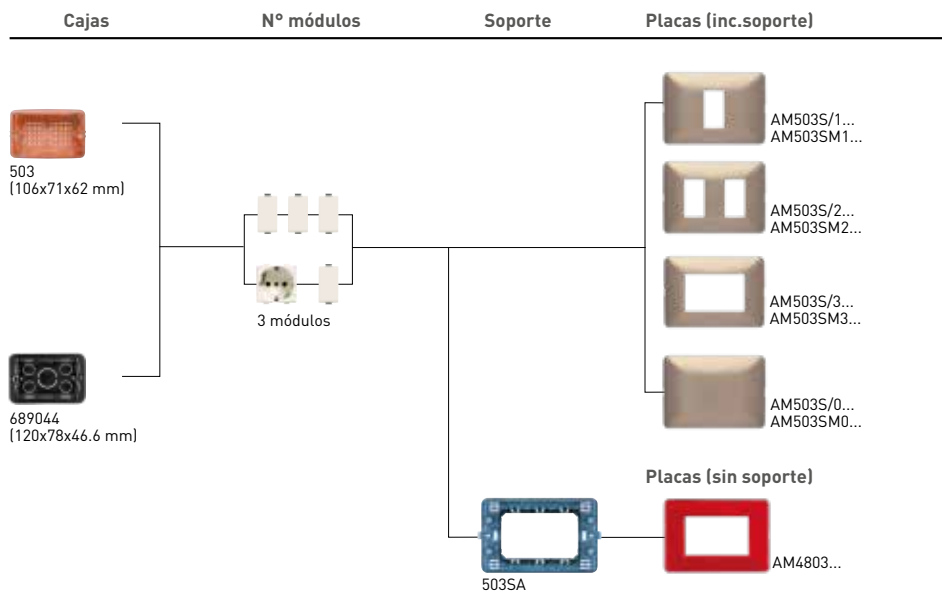 Cajas
N° módulos
Soporte
Placas (inc.soporte)
503
(106x71x62 mm)
689044
(120x78x46.6 mm)
3 módulos
AM503S/1...
AM503SM1...
AM503S/2...
AM503SM2...
AM503S/3...
AM503SM3...
AM503S/0...
AM503SM0...
Placas (sin soporte)
503SA
AM4803...